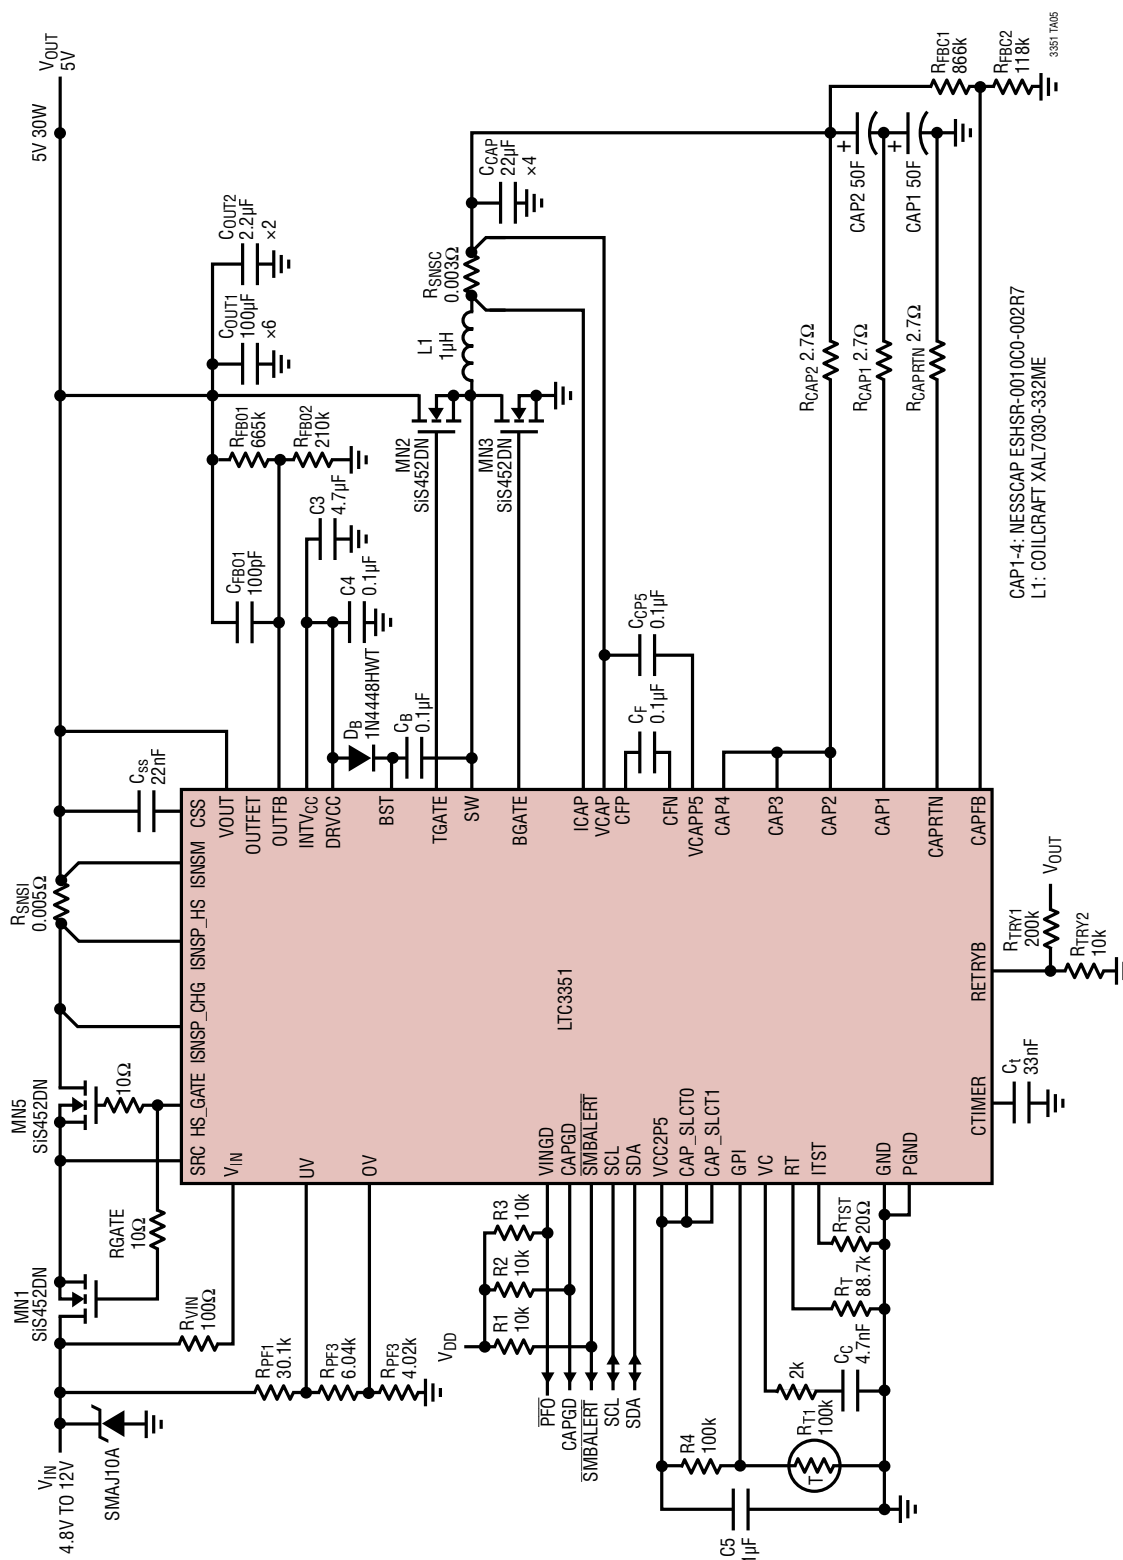 VIN
4.8V TO 12V
SMAJ10A
MN1
SiS452DN
RGATE
10Ω
MN5
SiS452DN
10Ω
RSNSI
0.005Ω
CSS
22nF
5V 30W
VOUT
5V
RVIN
100Ω
RPF1
30.1k
RPF3
6.04k
RPF3
4.02k
SRC
HS_GATE
ISNSP_CHG
ISNSP_HS
ISNSM
CSS
VIN
UV
OV
VINGD
CAPGD
SMBALERT
SCL
SDA
VCC2P5
CAP_SLCT0
CAP_SLCT1
GPI
VC
RT
ITST
GND
PGND
LTC3351
VOUT
OUTFET
OUTFB
INTVCC
DRVCC
BST
TGATE
SW
BGATE
ICAP
VCAP
CFP
CFN
VCAPP5
CAP4
CAP3
CAP2
CAP1
CAPRTN
CAPFB
CTIMER
RETRYB
VDD
R1
10k
R2
10k
R3
10k
PFO
CAPGD
SMBALERT
SCL
SDA
R4
100k
C5
1µF
T
RT1
100k
2k
CC
4.7nF
RT
88.7k
RTST
20Ω
Ct
33nF
RTRY1
200k
VOUT
RTRY2
10k
CFBO1
100pF
RFBO1
665k
RFBO2
210k
COUT1
100µF
×6
COUT2
2.2µF
×2
C3
4.7µF
C4
0.1µF
DB
1N4448HWT
CB
0.1µF
MN2
SiS452DN
MN3
SiS452DN
L1
1µH
RSNSC
0.003Ω
CCAP
22µF
×4
CF
0.1µF
CCP5
0.1µF
RCAP2 2.7Ω
RCAP1 2.7Ω
RCAPRTN 2.7Ω
+
CAP2 50F
+
CAP1 50F
RFBC1
866k
RFBC2
118k
CAP1-4: NESSCAP ESHSR-0010C0-002R7
L1: COILCRAFT XAL7030-332ME
3351 TA05